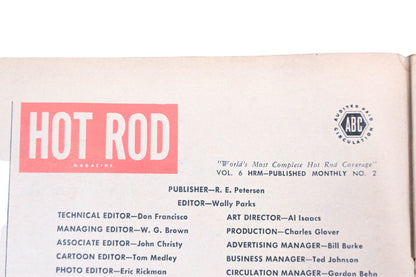 AUDITED PAID
ABC
CIRCULATION
HOT ROD
MAGAZINE
"World's Most Complete Hot Rod Coverage"
VOL. 6 HRM—PUBLISHED MONTHLY NO. 2
PUBLISHER—R. E. Petersen
EDITOR—Wally Parks
TECHNICAL EDITOR—Don Francisco
MANAGING EDITOR—W. G. Brown
ASSOCIATE EDITOR—John Christy
CARTOON EDITOR—Tom Medley
PHOTO EDITOR—Eric Rickman
ART DIRECTOR—Al Isaacs
PRODUCTION—Charles Glover
ADVERTISING MANAGER—Bill Burke
BUSINESS MANAGER—Ted Johnson
CIRCULATION MANAGER—Gordon Behn